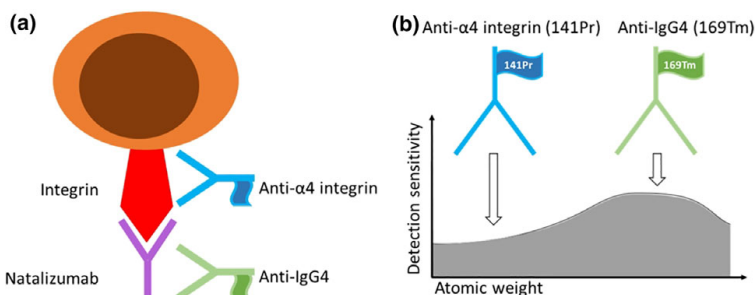 (a)
Integrin
Anti-α4 integrin
Natalizumab
Anti-IgG4
(b)
Anti-α4 integrin (141Pr)
Anti-IgG4 (169Tm)
141Pr
169Tm
Detection sensitivity
Atomic weight